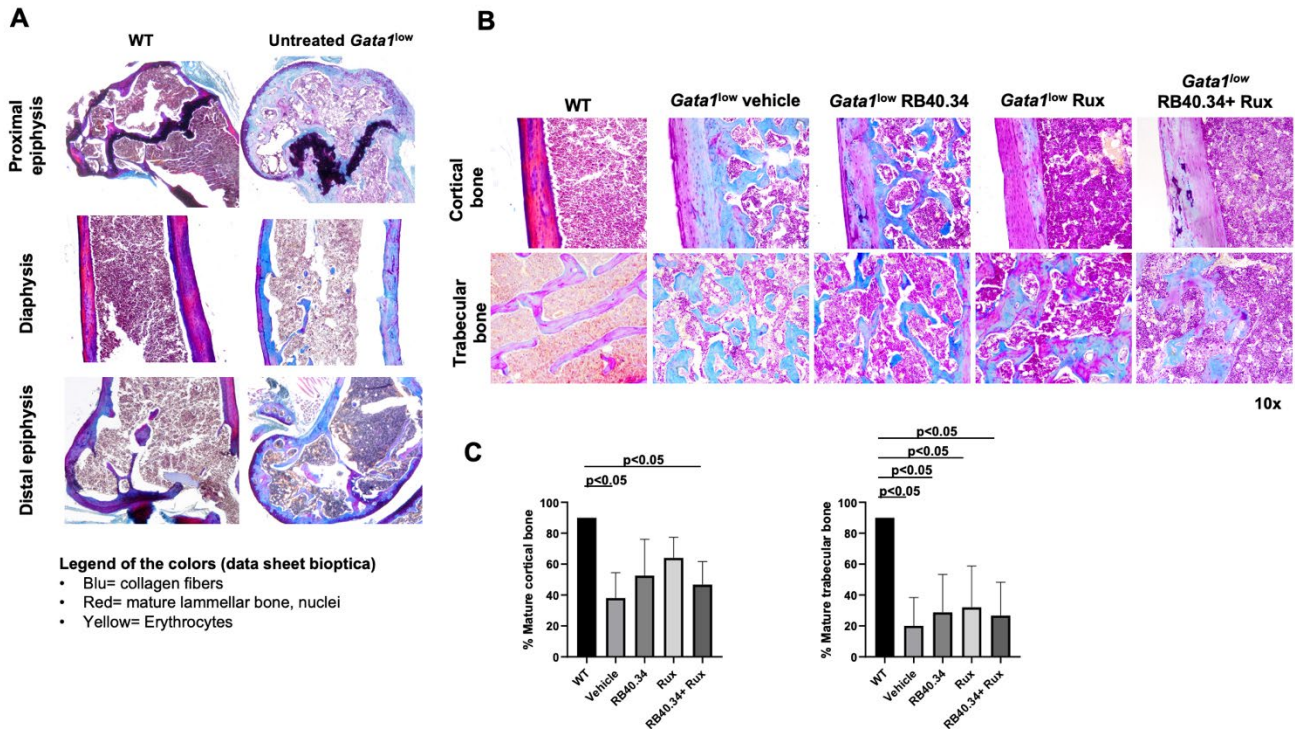 A
WT
Untreated Gata1low
Proximal
epiphysis
Diaphysis
Distal epiphysis
Legend of the colors (data sheet bioptica)
• Blu= collagen fibers
• Red= mature lammellar bone, nuclei
• Yellow= Erythrocytes
B
WT
Gata1low vehicle
Gata1low RB40.34
Gata1low Rux
Gata1low
RB40.34+ Rux
Cortical
bone
Trabecular
bone
10x
C
p<0.05
p<0.05
% Mature cortical bone
100
80
60
40
20
0
WT
Vehicle
RB40.34
Rux
RB40.34+ Rux
p<0.05
p<0.05
p<0.05
p<0.05
% Mature trabecular bone
100
80
60
40
20
0
WT
Vehicle
RB40.34
Rux
RB40.34+ Rux